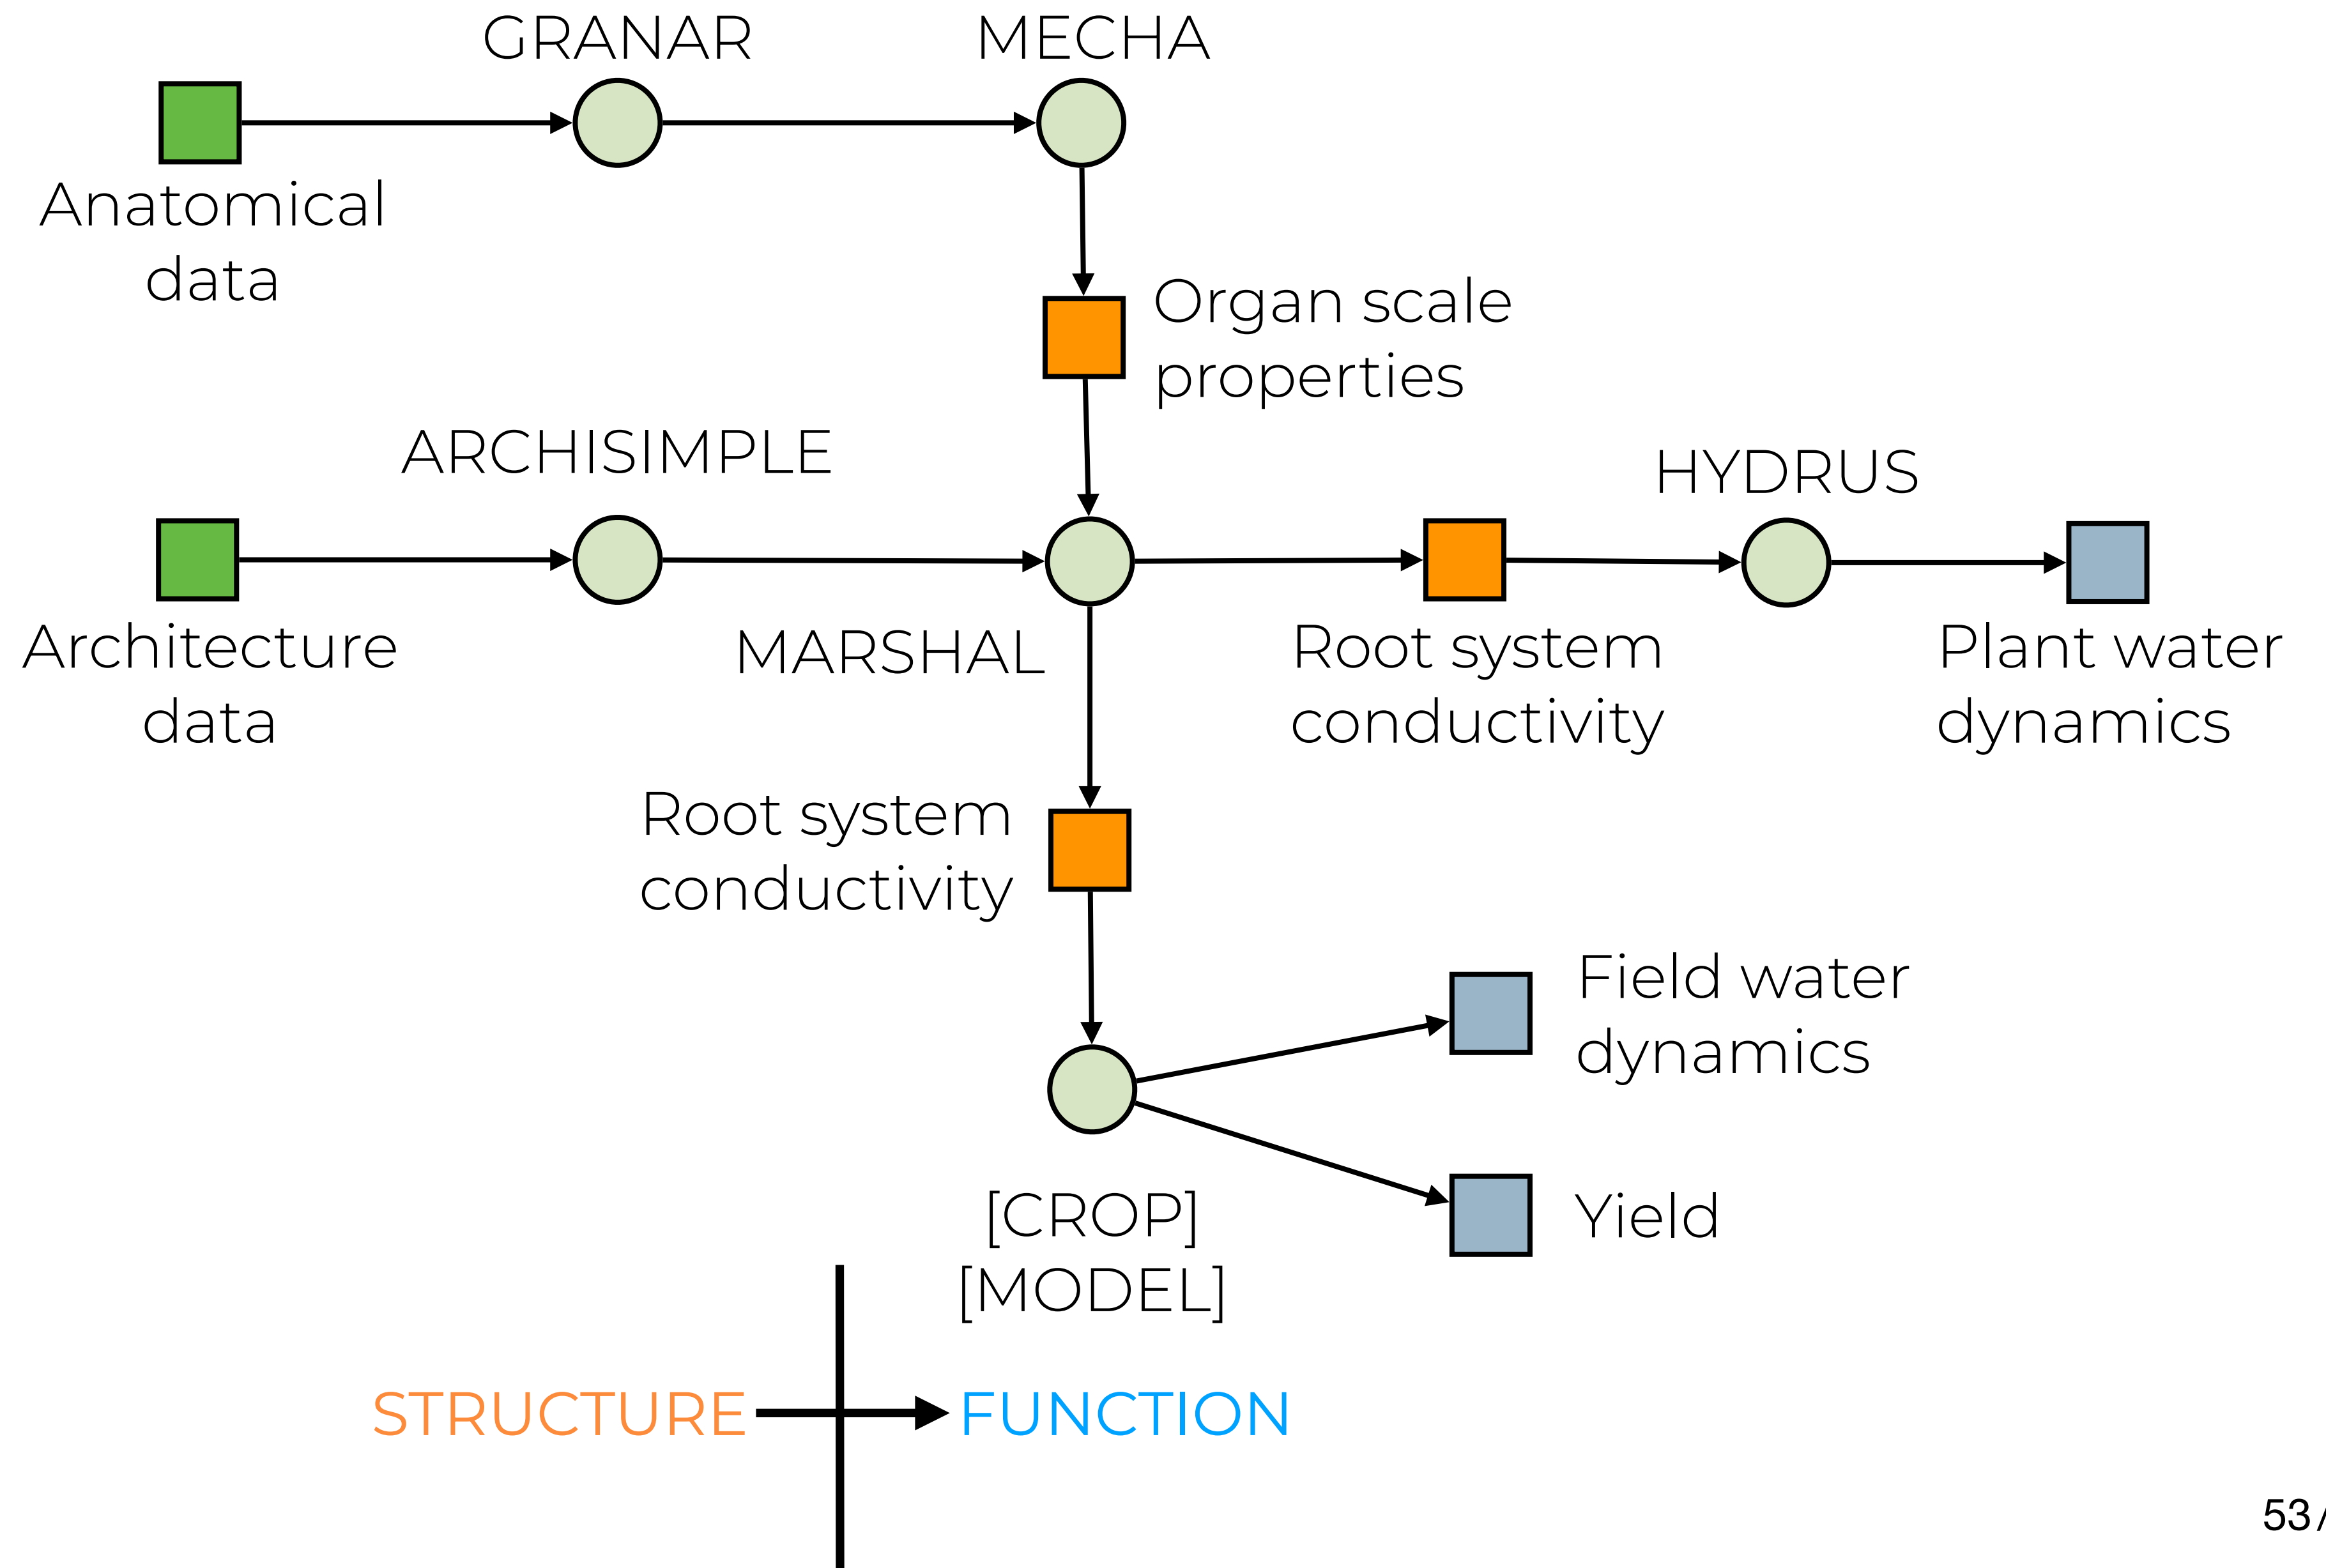 GRANAR
MECHA
Anatomical
data
Organ scale
properties
ARCHISIMPLE
HYDRUS
Architecture
data
MARSHAL
Root system
conductivity
Plant water
dynamics
Root system
conductivity
Field water
dynamics
Yield
[CROP]
[MODEL]
STRUCTURE
FUNCTION
53/